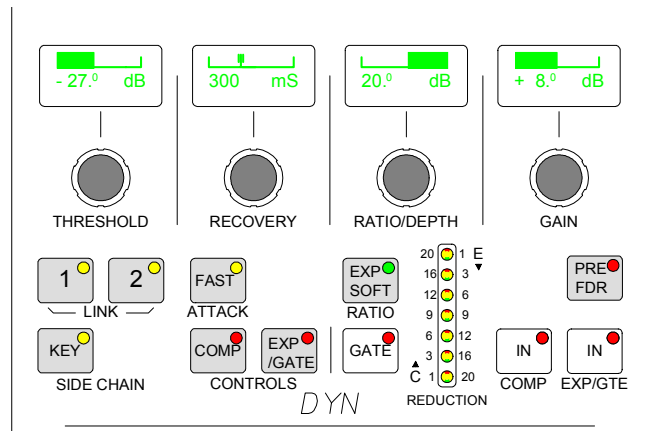 - 27.⁰ dB
300 mS
20.⁰ dB
+ 8.⁰ dB
THRESHOLD
RECOVERY
RATIO/DEPTH
GAIN
1
2
LINK
FAST
ATTACK
EXP
SOFT
RATIO
20 1 E
16 3
12 6
9 9
6 12
3 16
C 1 20
REDUCTION
PRE
FDR
KEY
SIDE CHAIN
COMP
EXP
/GATE
CONTROLS
GATE
IN
COMP
IN
EXP/GTE
DYN